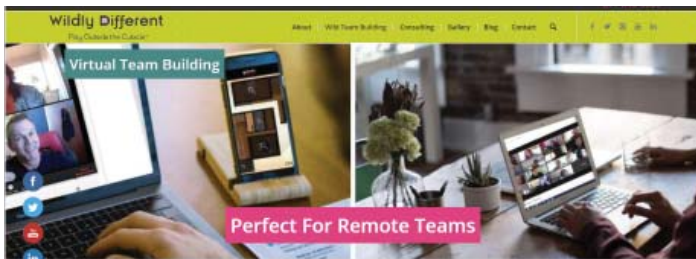 Wildly Different
Play Outside the Cubicle
About Wild Team Building Consulting Gallery Blog Contact
Virtual Team Building
Perfect For Remote Teams